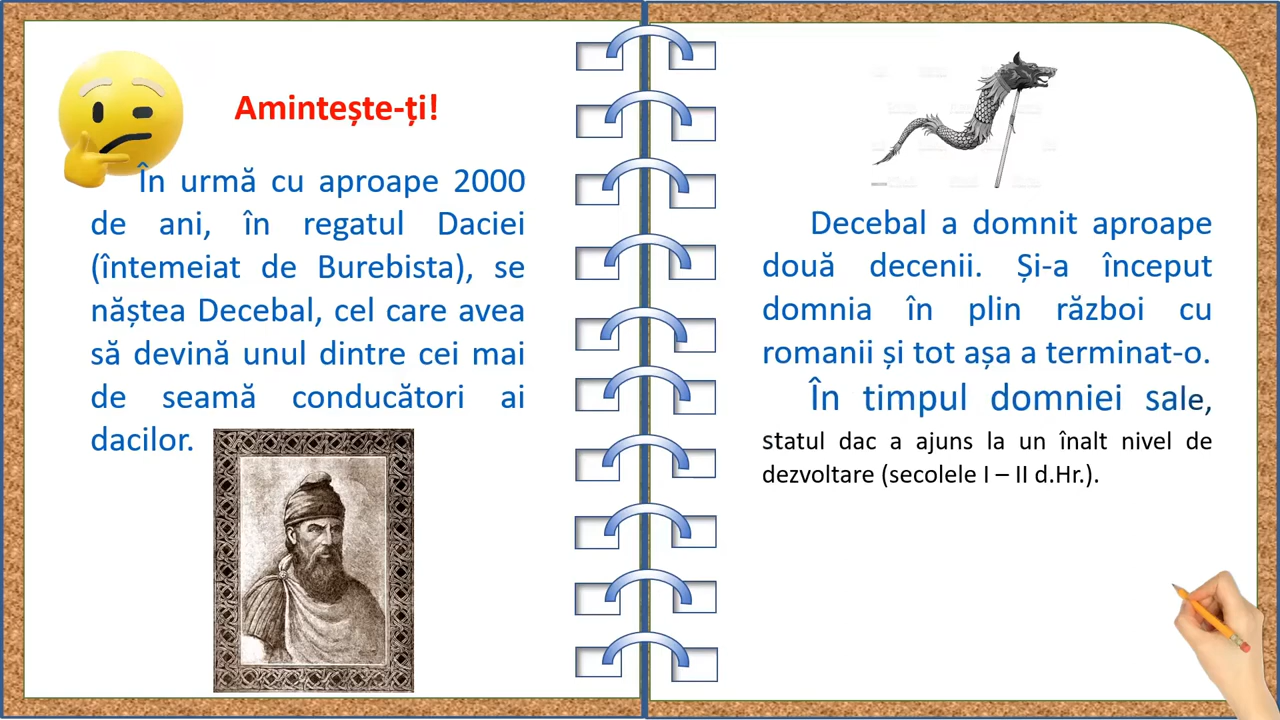 Amintește-ți!
În urmă cu aproape 2000
de ani, în regatul Daciei
(întemeiat de Burebista), se
năștea Decebal, cel care avea
să devină unul dintre cei mai
de seamă conducători ai
dacilor.
Decebal a domnit aproape
două decenii. Și-a început
domnia în plin război cu
romanii și tot așa a terminat-o.
În timpul domniei sale,
statul dac a ajuns la un înalt nivel de
dezvoltare (secolele I – II d.Hr.).